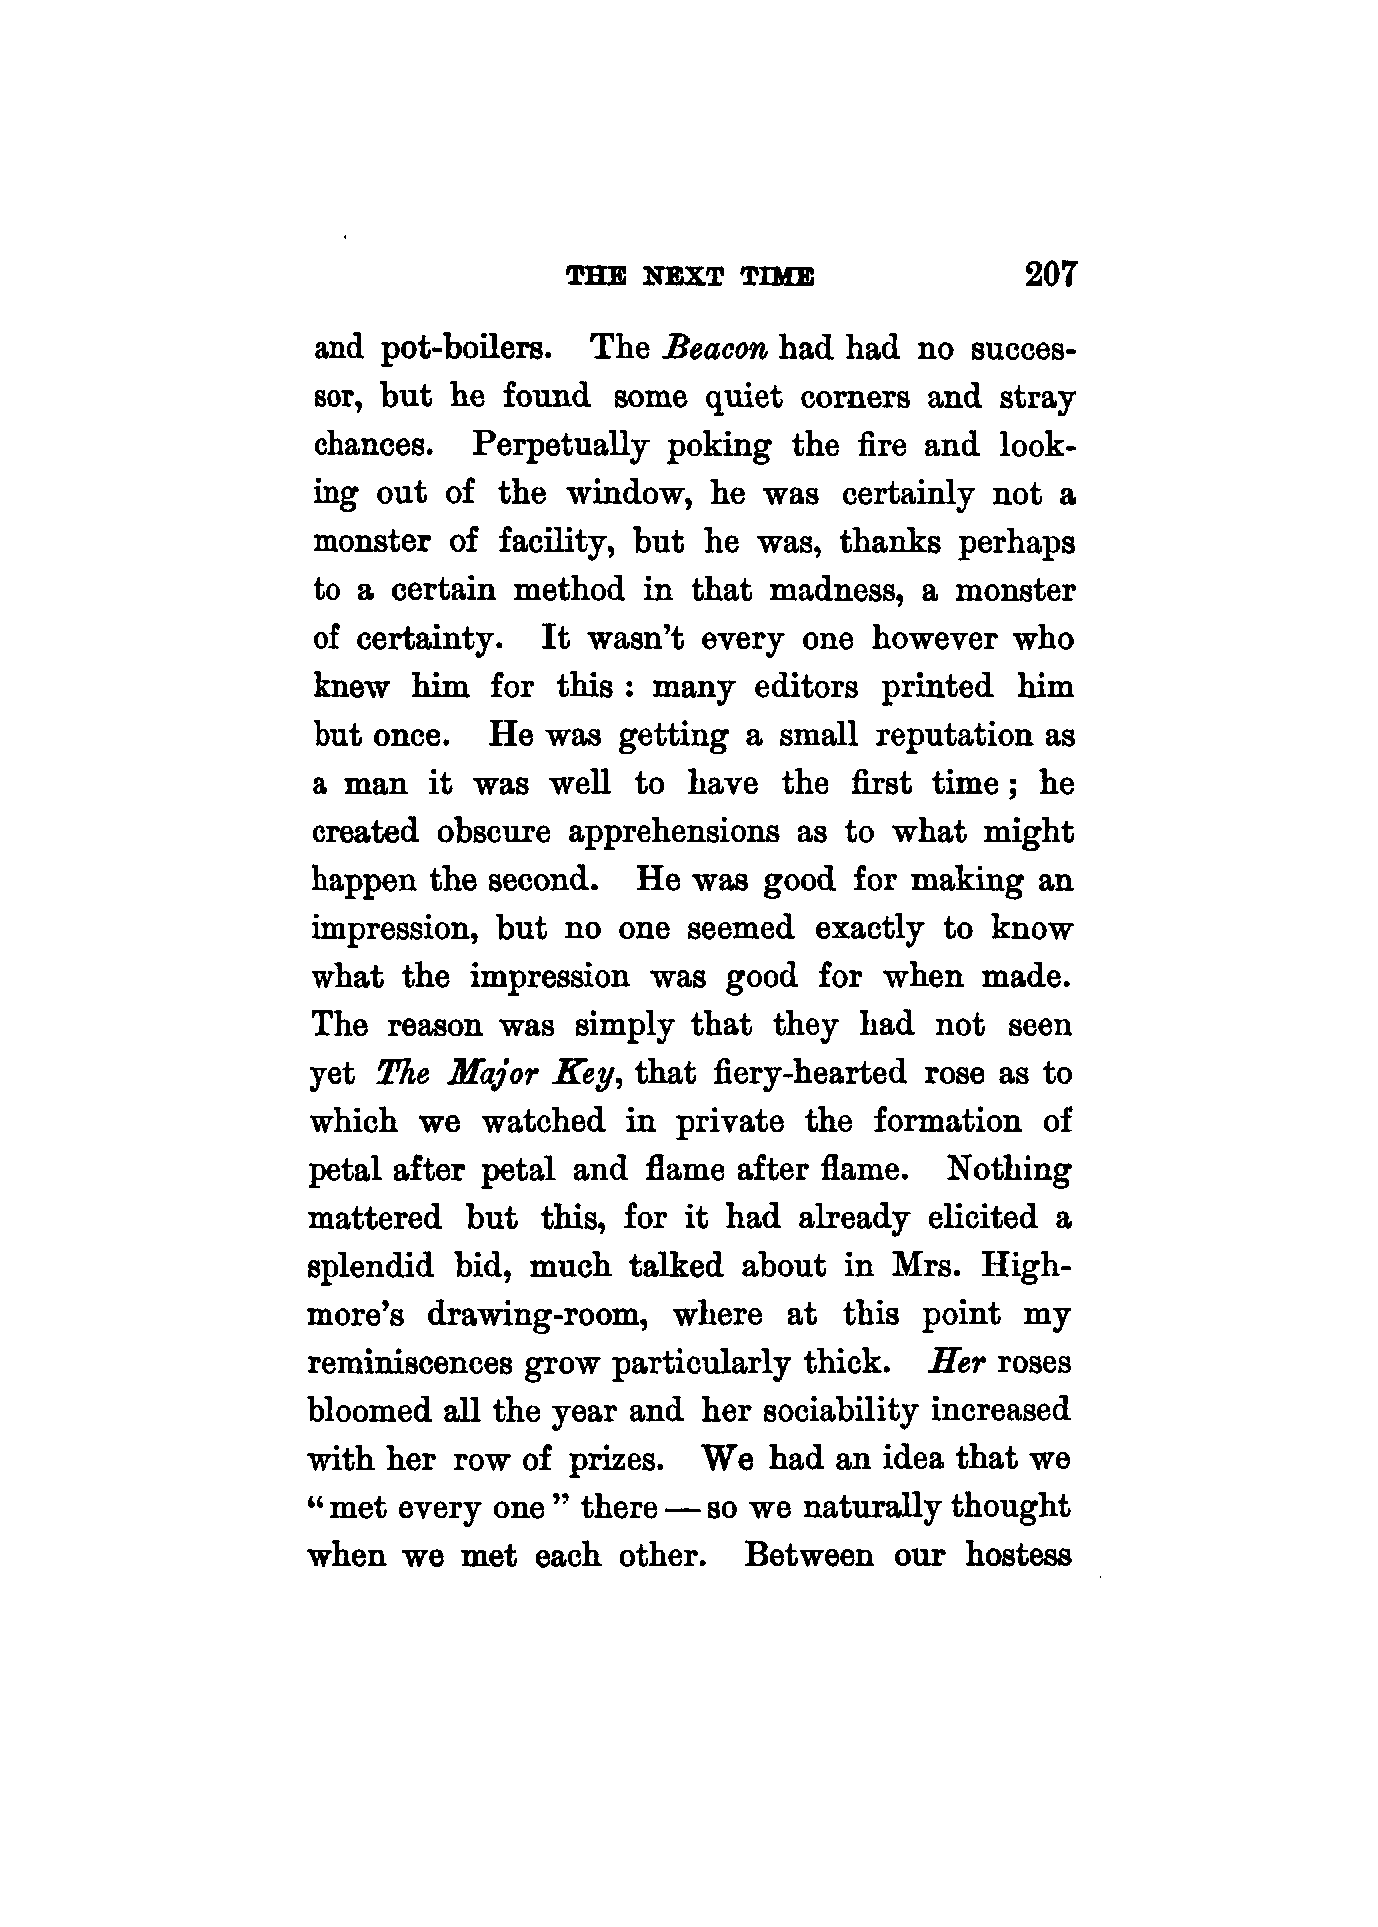 THE NEXT TIME 207
and pot-boilers. The Beacon had had no succes-
sor, but he found some quiet corners and stray
chances. Perpetually poking the fire and look-
ing out of the window, he was certainly not a
monster of facility, but he was, thanks perhaps
to a certain method in that madness, a monster
of certainty. It wasn't every one however who
knew him for this : many editors printed him
but once. He was getting a small reputation as
a man it was well to have the first time ; he
created obscure apprehensions as to what might
happen the second. He was good for making an
impression, but no one seemed exactly to know
what the impression was good for when made.
The reason was simply that they had not seen
yet The Major Key, that fiery-hearted rose as to
which we watched in private the formation of
petal after petal and flame after flame. Nothing
mattered but this, for it had already elicited a
splendid bid, much talked about in Mrs. High-
more's drawing-room, where at this point my
reminiscences grow particularly thick. Her roses
bloomed all the year and her sociability increased
with her row of prizes. We had an idea that we
“ met every one ” there — so we naturally thought
when we met each other. Between our hostess